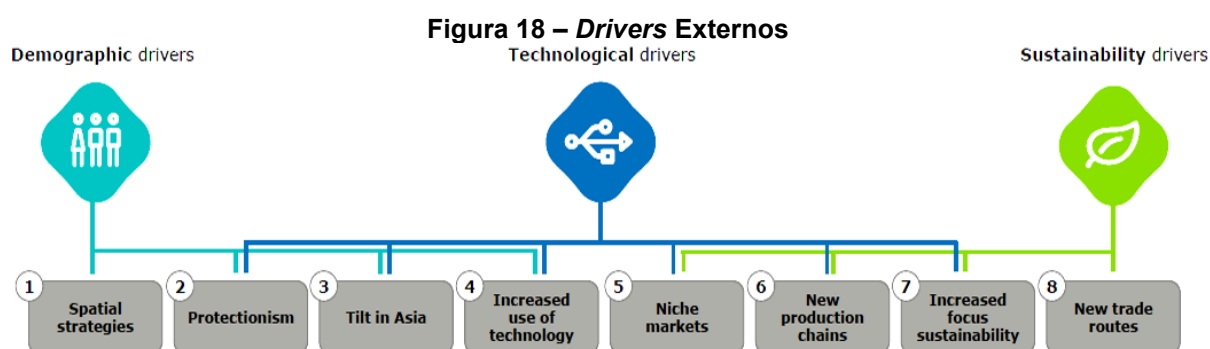 Figura 18 – Drivers Externos
Demographic drivers
Technological drivers
Sustainability drivers
1
Spatial
strategies
2
Protectionism
3
Tilt in Asia
4
Increased
use of
technology
5
Niche
markets
6
New
production
chains
7
Increased
focus
sustainability
8
New trade
routes